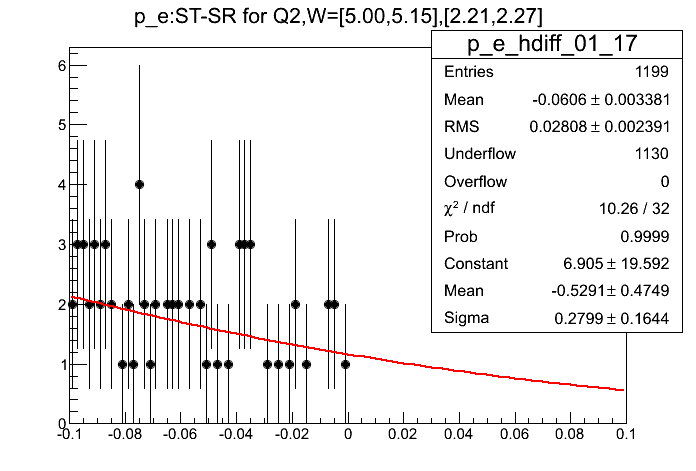 p_e:ST-SR for Q2,W=[5.00,5.15],[2.21,2.27]
p_e_hdiff_01_17
Entries 1199
Mean -0.0606 ± 0.003381
RMS 0.02808 ± 0.002391
Underflow 1130
Overflow 0
χ² / ndf 10.26 / 32
Prob 0.9999
Constant 6.905 ± 19.592
Mean -0.5291 ± 0.4749
Sigma 0.2799 ± 0.1644
6
5
4
3
2
1
0
-0.1 -0.08 -0.06 -0.04 -0.02 0 0.02 0.04 0.06 0.08 0.1